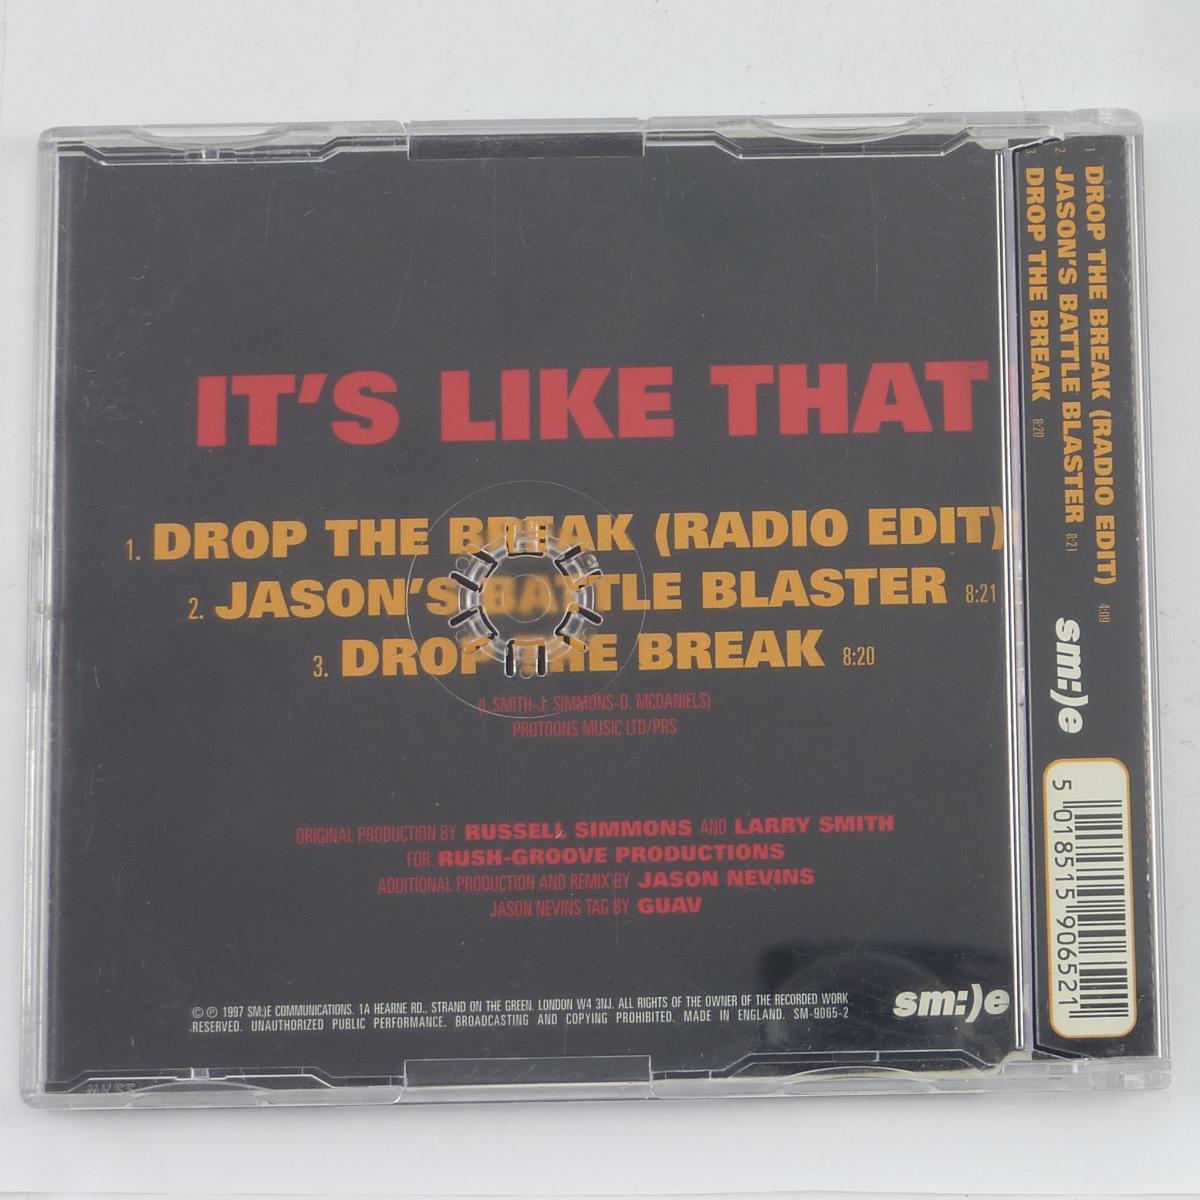 IT'S LIKE THAT
1. DROP THE BREAK (RADIO EDIT)
2. JASON'S BATTLE BLASTER 8:21
3. DROP THE BREAK 8:20
(L SMITH-J. SIMMONS-D. MCDANIELS)
PROTOONS MUSIC LTD/PRS
ORIGINAL PRODUCTION BY RUSSELL SIMMONS AND LARRY SMITH
FOR RUSH-GROOVE PRODUCTIONS
ADDITIONAL PRODUCTION AND REMIX BY JASON NEVINS
JASON NEVINS TAG BY GUAV
© ℗ 1997 SM:)E COMMUNICATIONS. 1A HEARNE RD., STRAND ON THE GREEN, LONDON W4 3NJ. ALL RIGHTS OF THE OWNER OF THE RECORDED WORK
RESERVED. UNAUTHORIZED PUBLIC PERFORMANCE, BROADCASTING AND COPYING PROHIBITED. MADE IN ENGLAND. SM-9065-2
sm:)e
1 DROP THE BREAK (RADIO EDIT) 4:09
2. JASON'S BATTLE BLASTER 8:21
3. DROP THE BREAK 8:20
sm:)e
5 018515 906521